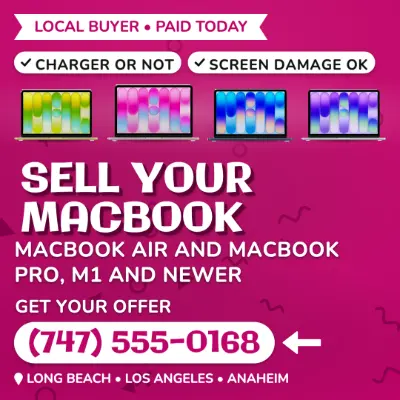 LOCAL BUYER • PAID TODAY
✓ CHARGER OR NOT ✓ SCREEN DAMAGE OK
SELL YOUR
MACBOOK
MACBOOK AIR AND MACBOOK
PRO, M1 AND NEWER
GET YOUR OFFER
(747) 555-0168
LONG BEACH • LOS ANGELES • ANAHEIM